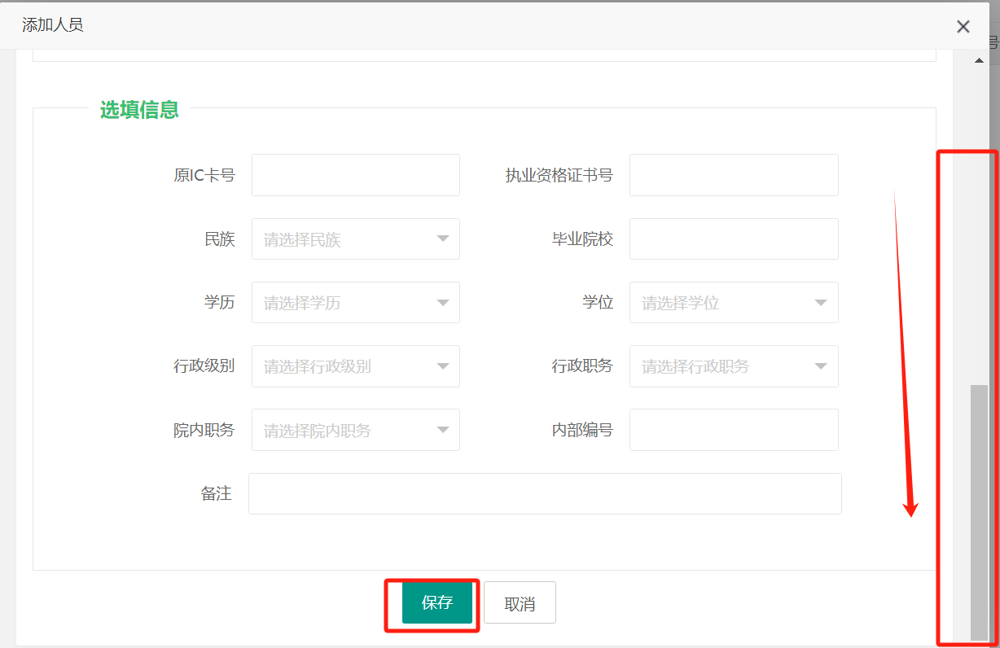 添加人员
号
选填信息
原IC卡号
执业资格证书号
民族 请选择民族
毕业院校
学历 请选择学历
学位 请选择学位
行政级别 请选择行政级别
行政职务 请选择行政职务
院内职务 请选择院内职务
内部编号
备注
保存
取消